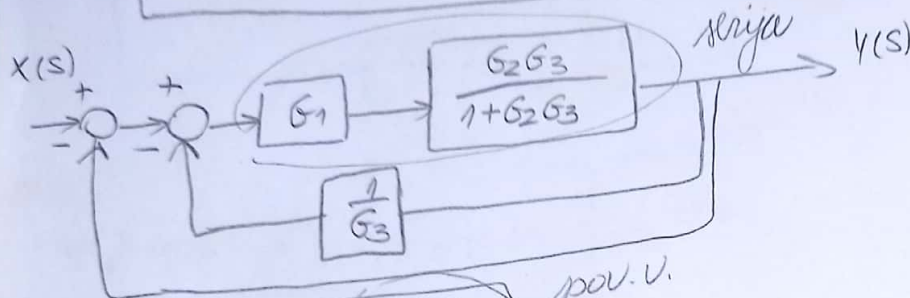 serija
X(S) Y(S)
+ +
G1 G2G3
1+G2G3
- -
1
G3
pov. v.